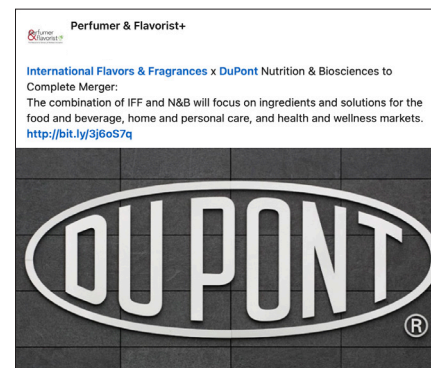 Perfumer & Flavorist+
Perfumer
& Flavorist+
International Flavors & Fragrances x DuPont Nutrition & Biosciences to
Complete Merger:
The combination of IFF and N&B will focus on ingredients and solutions for the
food and beverage, home and personal care, and health and wellness markets.
http://bit.ly/3j6oS7q
DUPONT
®